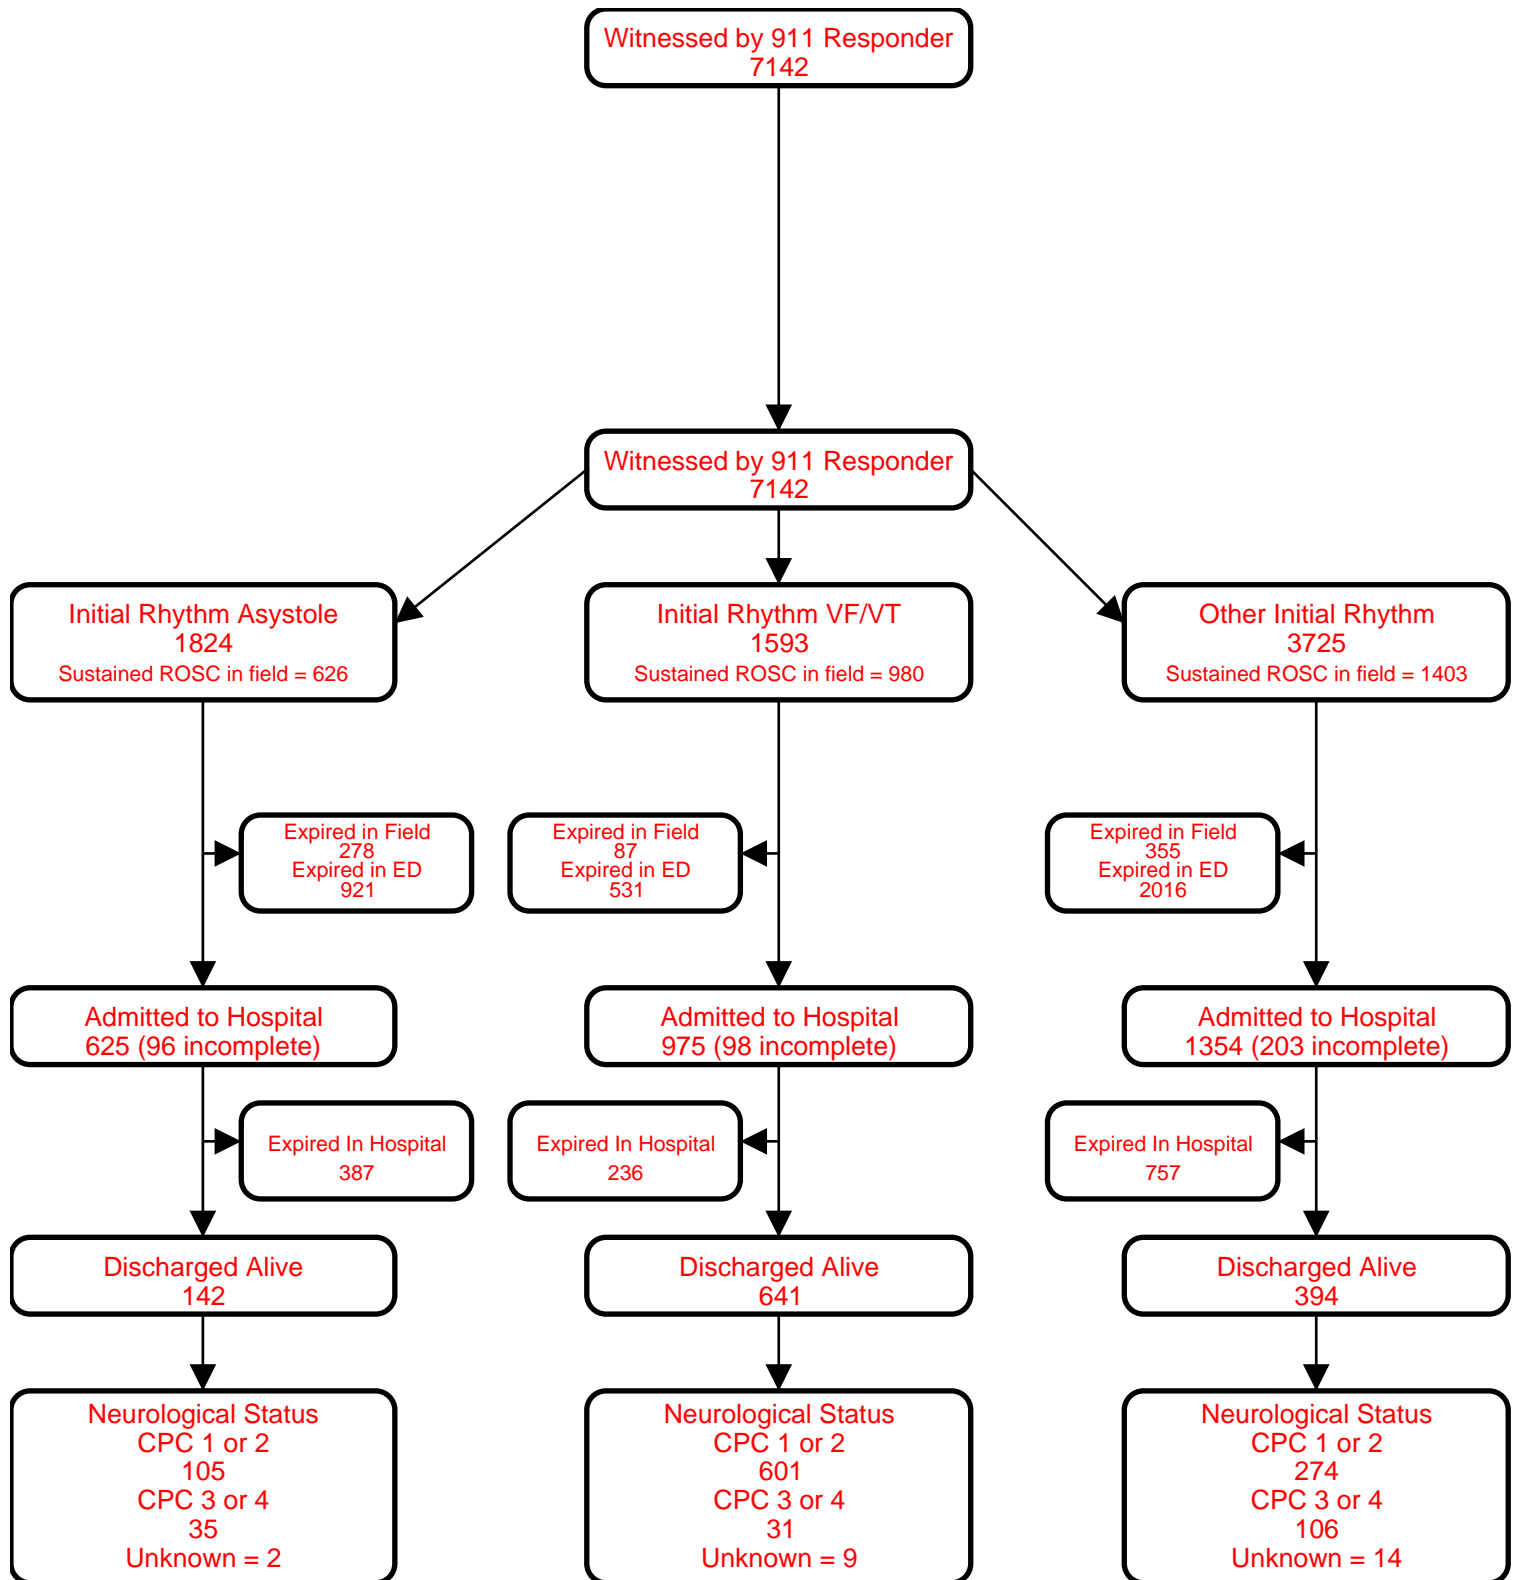 Witnessed by 911 Responder
7142
Witnessed by 911 Responder
7142
Initial Rhythm Asystole
1824
Sustained ROSC in field = 626
Initial Rhythm VF/VT
1593
Sustained ROSC in field = 980
Other Initial Rhythm
3725
Sustained ROSC in field = 1403
Expired in Field
278
Expired in ED
921
Expired in Field
87
Expired in ED
531
Expired in Field
355
Expired in ED
2016
Admitted to Hospital
625 (96 incomplete)
Admitted to Hospital
975 (98 incomplete)
Admitted to Hospital
1354 (203 incomplete)
Expired In Hospital
387
Expired In Hospital
236
Expired In Hospital
757
Discharged Alive
142
Discharged Alive
641
Discharged Alive
394
Neurological Status
CPC 1 or 2
105
CPC 3 or 4
35
Unknown = 2
Neurological Status
CPC 1 or 2
601
CPC 3 or 4
31
Unknown = 9
Neurological Status
CPC 1 or 2
274
CPC 3 or 4
106
Unknown = 14